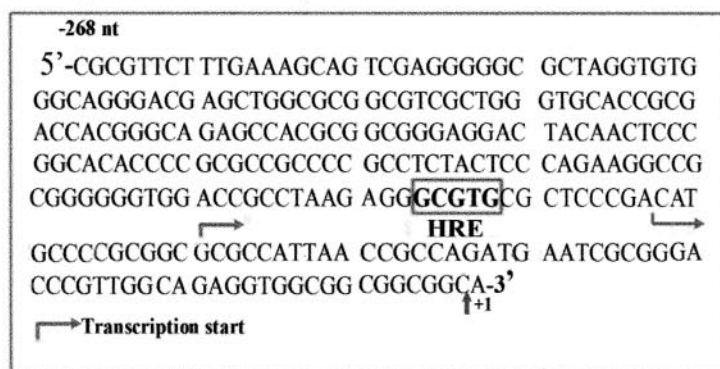 -268 nt
5’-CGCGTTCT TTGAAAGCAG TCGAGGGGGC GCTAGGTGTG
GGCAGGGACG AGCTGGCGCG GCGTCGCTGG GTGCACCGCG
ACCACGGGCA GAGCCACGCG GCGGGAGGAC TACAACTCCC
GGCACACCCC GCGCCGCCCC GCCTCTACTCC CAGAAGGCCG
CGGGGGGTGG ACCGCCTAAG AGGGCGTGCG CTCCCGACAT
HRE
GCCCCGCGGC GCGCCATTAA CCGCCAGATG AATCGCGGGA
CCCGTTGGCA GAGGTGGCGG CGGCGGCA-3’
+1
Transcription start